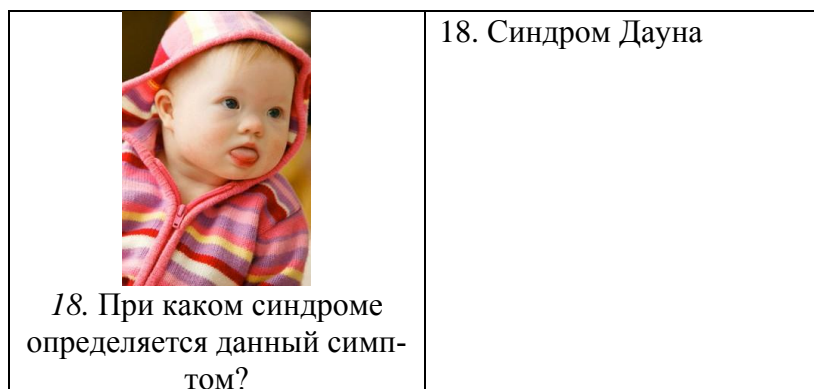 18. При каком синдроме
определяется данный симп-
том?
18. Синдром Дауна